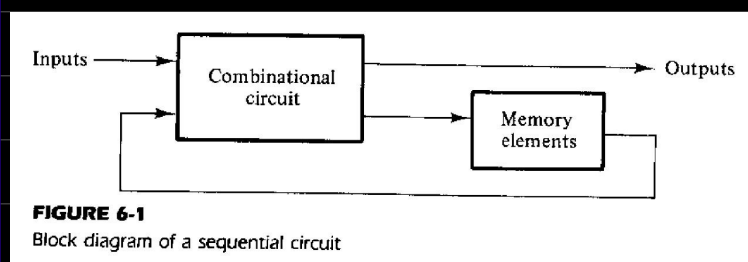 Inputs
Combinational
circuit
Outputs
Memory
elements
FIGURE 6-1
Block diagram of a sequential circuit